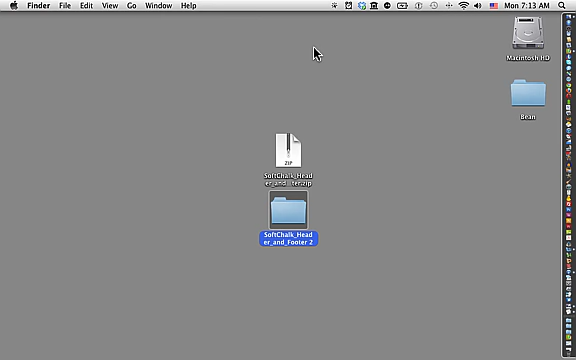 Finder File Edit View Go Window Help Mon 7:13 AM
Macintosh HD
Bean
ZIP
SoftChalk_Head
er_and_...ter.zip
SoftChalk_Head
er_and_Footer 2